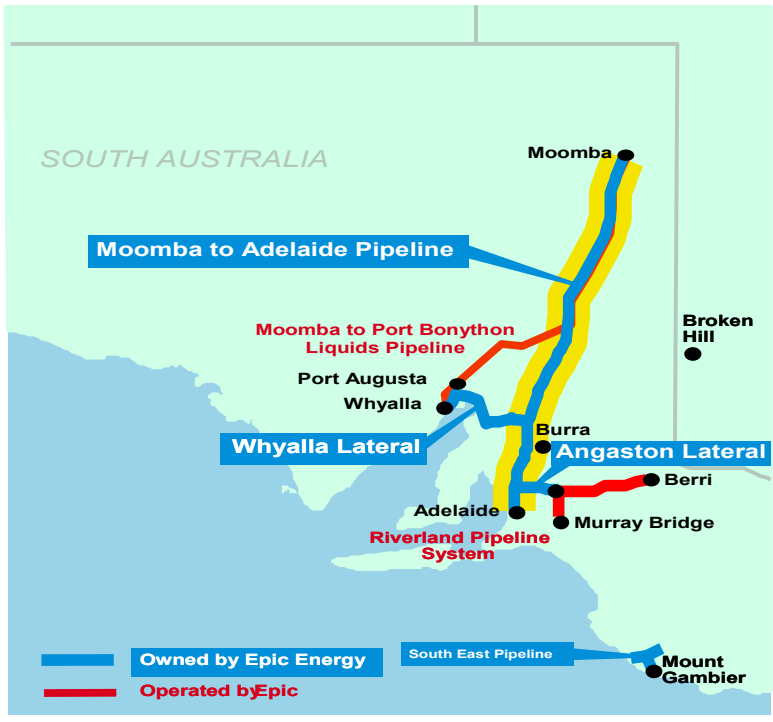 SOUTH AUSTRALIA
Moomba
Moomba to Adelaide Pipeline
Broken
Hill
Moomba to Port Bonython
Liquids Pipeline
Port Augusta
Whyalla
Burra
Whyalla Lateral
Angaston Lateral
Berri
Adelaide
Murray Bridge
Riverland Pipeline
System
South East Pipeline
Mount
Gambier
Owned by Epic Energy
Operated by Epic